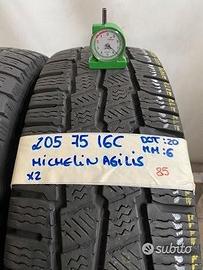 205 75 16C DOT:20
MICHELIN AGILIS MM:6
X2 85
subito